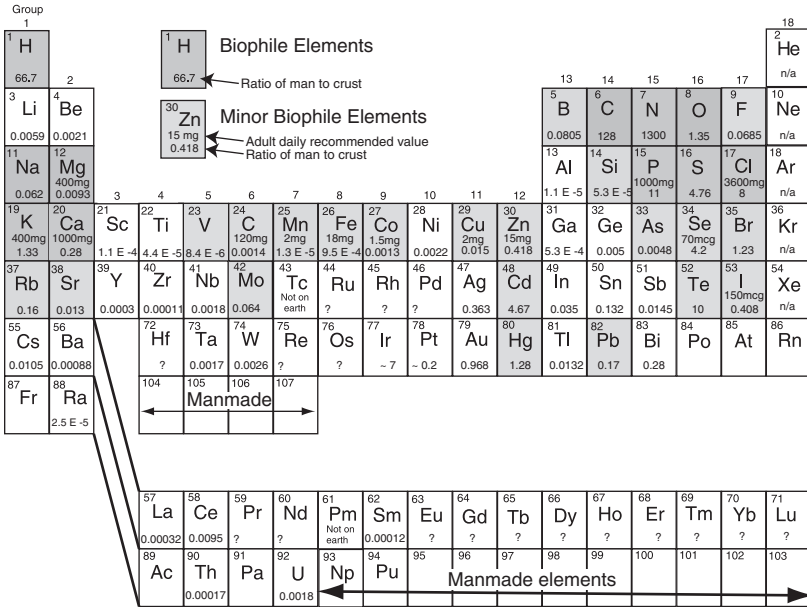 Group
1
18
1
H
66.7
1
H
66.7
Biophile Elements
Ratio of man to crust
2
He
n/a
2
13 14 15 16 17
3
Li
0.0059
4
Be
0.0021
30
Zn
15 mg
0.418
Minor Biophile Elements
Adult daily recommended value
Ratio of man to crust
5
B
0.0805
6
C
128
7
N
1300
8
O
1.35
9
F
0.0685
10
Ne
n/a
11
Na
0.062
12
Mg
400mg
0.0093
13
Al
1.1 E -5
14
Si
5.3 E -5
15
P
1000mg
11
16
S
4.76
17
Cl
3600mg
8
18
Ar
n/a
3 4 5 6 7 8 9 10 11 12
19
K
400mg
1.33
20
Ca
1000mg
0.28
21
Sc
1.1 E -4
22
Ti
4.4 E -5
23
V
8.4 E -6
24
C
120mg
0.0014
25
Mn
2mg
1.3 E -5
26
Fe
18mg
9.5 E -4
27
Co
1.5mg
0.0013
28
Ni
0.0022
29
Cu
2mg
0.015
30
Zn
15mg
0.418
31
Ga
5.3 E -4
32
Ge
0.005
33
As
0.0048
34
Se
70mcg
4.2
35
Br
1.23
36
Kr
n/a
37
Rb
0.16
38
Sr
0.013
39
Y
0.0003
40
Zr
0.00011
41
Nb
0.0018
42
Mo
0.064
43
Tc
Not on
earth
44
Ru
?
45
Rh
?
46
Pd
?
47
Ag
0.363
48
Cd
4.67
49
In
0.035
50
Sn
0.132
51
Sb
0.0145
52
Te
10
53
I
150mcg
0.408
54
Xe
n/a
55
Cs
0.0105
56
Ba
0.00088
72
Hf
?
73
Ta
0.0017
74
W
0.0026
75
Re
?
76
Os
?
77
Ir
~ 7
78
Pt
~ 0.2
79
Au
0.968
80
Hg
1.28
81
Tl
0.0132
82
Pb
0.17
83
Bi
0.28
84
Po
85
At
86
Rn
87
Fr
88
Ra
2.5 E -5
104 105 106 107
Manmade
57
La
0.00032
58
Ce
0.0095
59
Pr
?
60
Nd
?
61
Pm
Not on
earth
62
Sm
0.00012
63
Eu
?
64
Gd
?
65
Tb
?
66
Dy
?
67
Ho
?
68
Er
?
69
Tm
?
70
Yb
?
71
Lu
?
89
Ac
90
Th
0.00017
91
Pa
92
U
0.0018
93
Np
94
Pu
95 96 97 98 99 100 101 102 103
Manmade elements